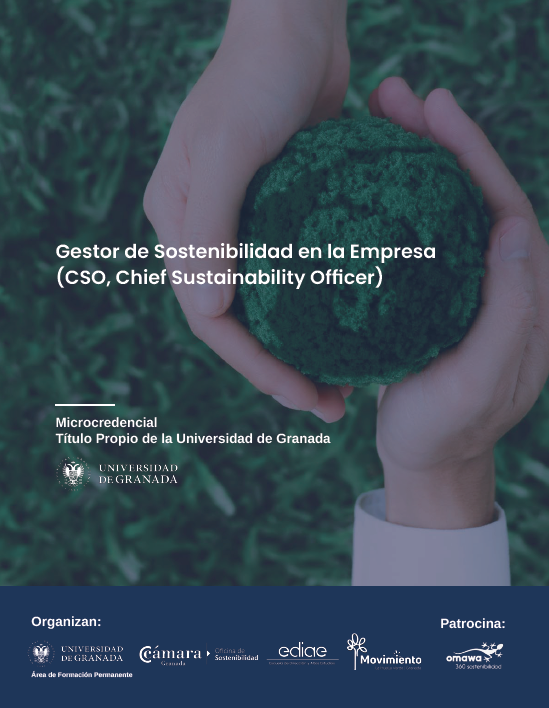 Gestor de Sostenibilidad en la Empresa
(CSO, Chief Sustainability Officer)
Microcredencial
Título Propio de la Universidad de Granada
UNIVERSIDAD
DE GRANADA
Organizan:
Patrocina:
UNIVERSIDAD
DE GRANADA
Área de Formación Permanente
Cámara
Granada
Oficina de
Sostenibilidad
ediae
Movimiento
omawa
360 sostenibilidad